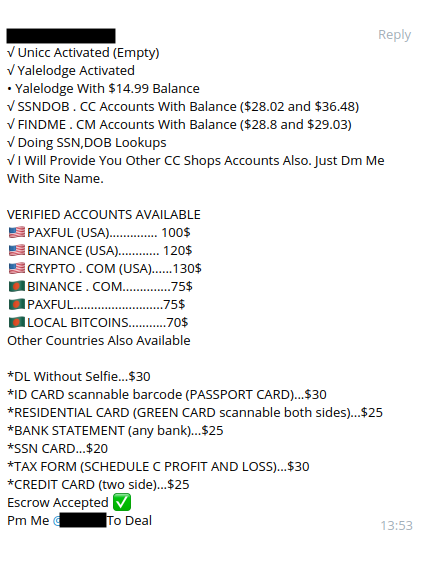 Reply
√ Unicc Activated (Empty)
√ Yalelodge Activated
• Yalelodge With $14.99 Balance
√ SSNDOB . CC Accounts With Balance ($28.02 and $36.48)
√ FINDME . CM Accounts With Balance ($28.8 and $29.03)
√ Doing SSN,DOB Lookups
√ I Will Provide You Other CC Shops Accounts Also. Just Dm Me
With Site Name.
VERIFIED ACCOUNTS AVAILABLE
🇺🇸PAXFUL (USA).............. 100$
🇺🇸BINANCE (USA)............ 120$
🇺🇸CRYPTO . COM (USA)......130$
🇧🇩BINANCE . COM..............75$
🇧🇩PAXFUL..........................75$
🇧🇩LOCAL BITCOINS...........70$
Other Countries Also Available
*DL Without Selfie...$30
*ID CARD scannable barcode (PASSPORT CARD)...$30
*RESIDENTIAL CARD (GREEN CARD scannable both sides)...$25
*BANK STATEMENT (any bank)...$25
*SSN CARD...$20
*TAX FORM (SCHEDULE C PROFIT AND LOSS)...$30
*CREDIT CARD (two side)...$25
Escrow Accepted ✅
Pm Me @ To Deal
13:53